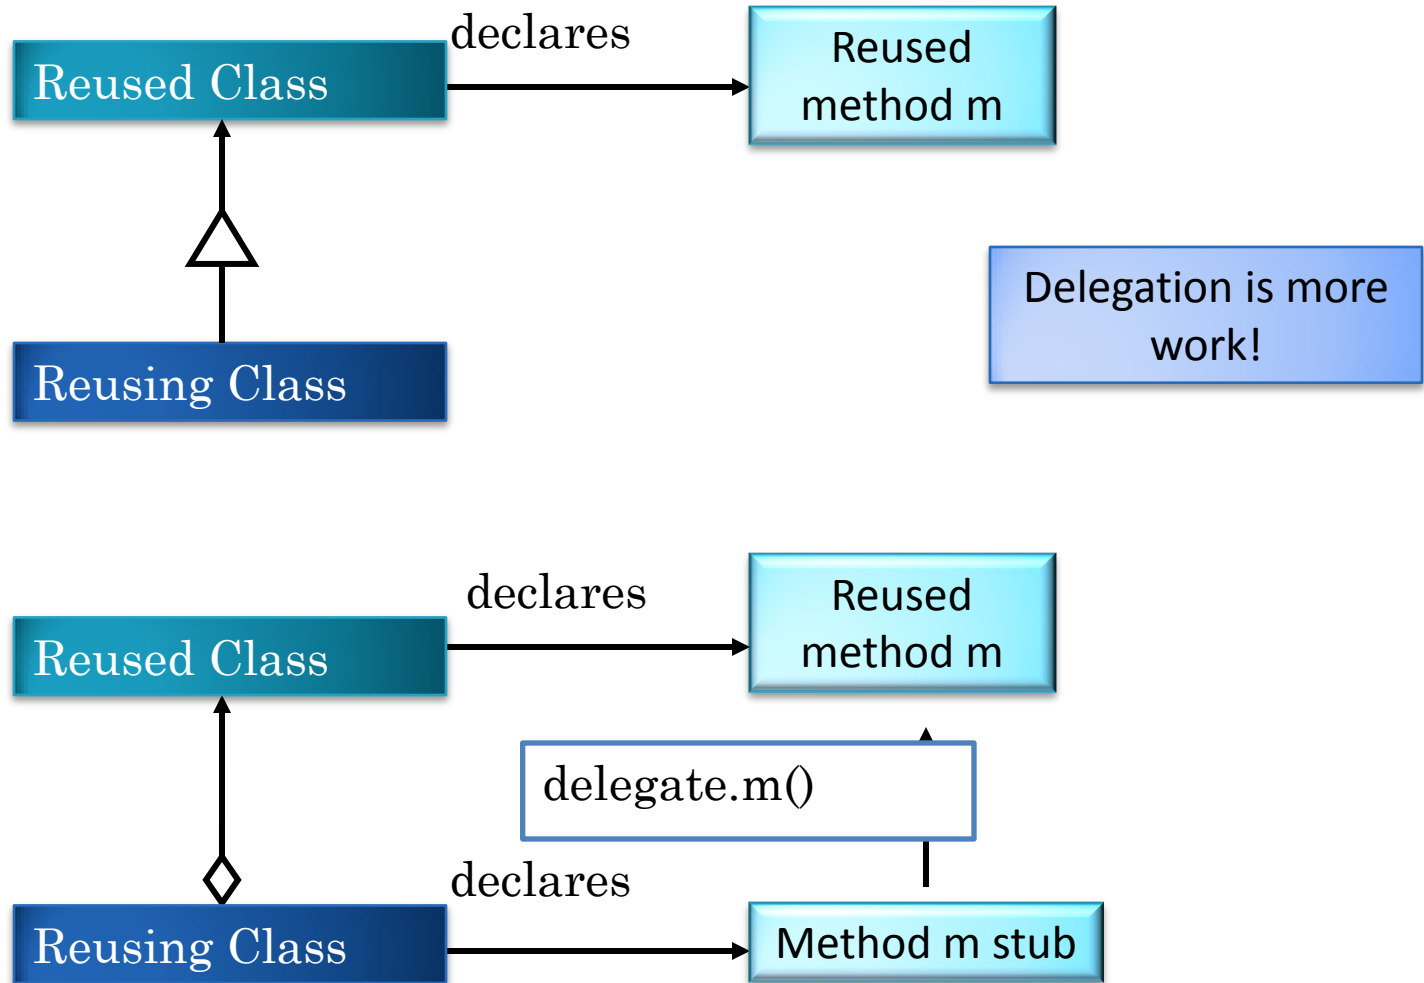 declares
Reused Class
Reused
method m
Delegation is more
work!
Reusing Class
declares
Reused Class
Reused
method m
delegate.m()
declares
Reusing Class
Method m stub